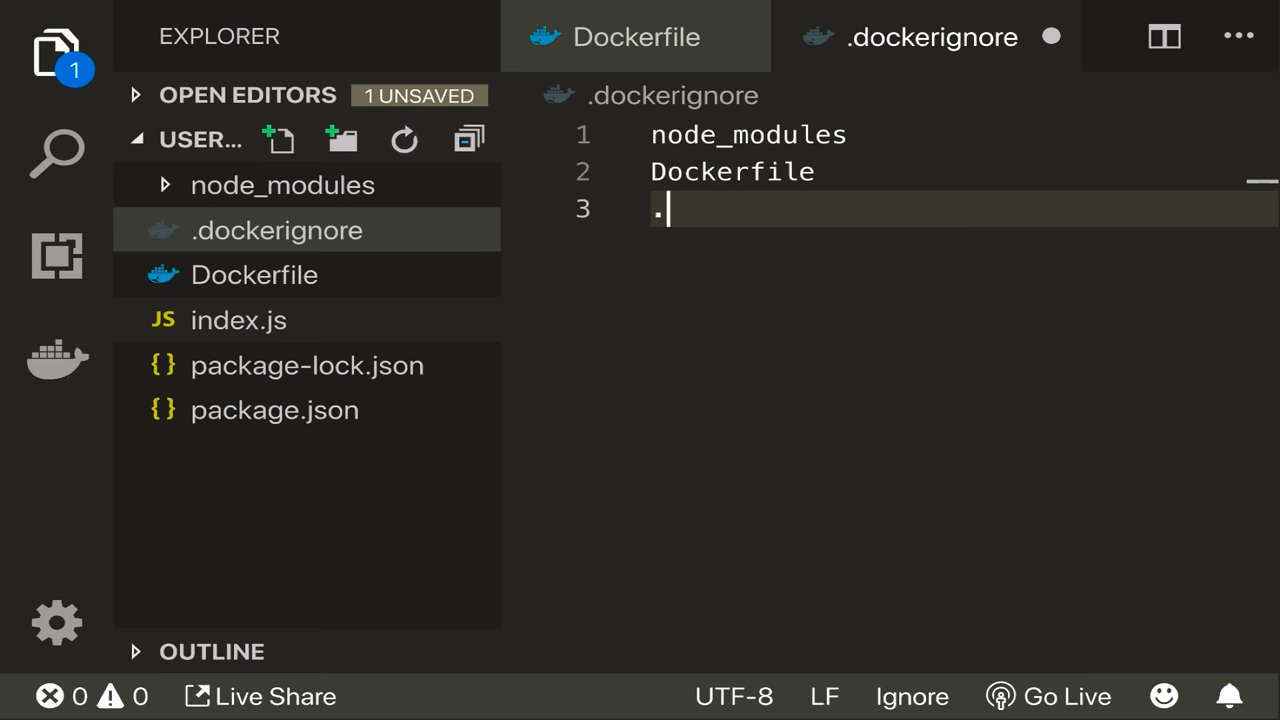 EXPLORER
Dockerfile
.dockerignore
1
OPEN EDITORS 1 UNSAVED
USER...
node_modules
.dockerignore
Dockerfile
JS index.js
{ } package-lock.json
{ } package.json
OUTLINE
.dockerignore
1 node_modules
2 Dockerfile
3 .
0 0 Live Share UTF-8 LF Ignore Go Live